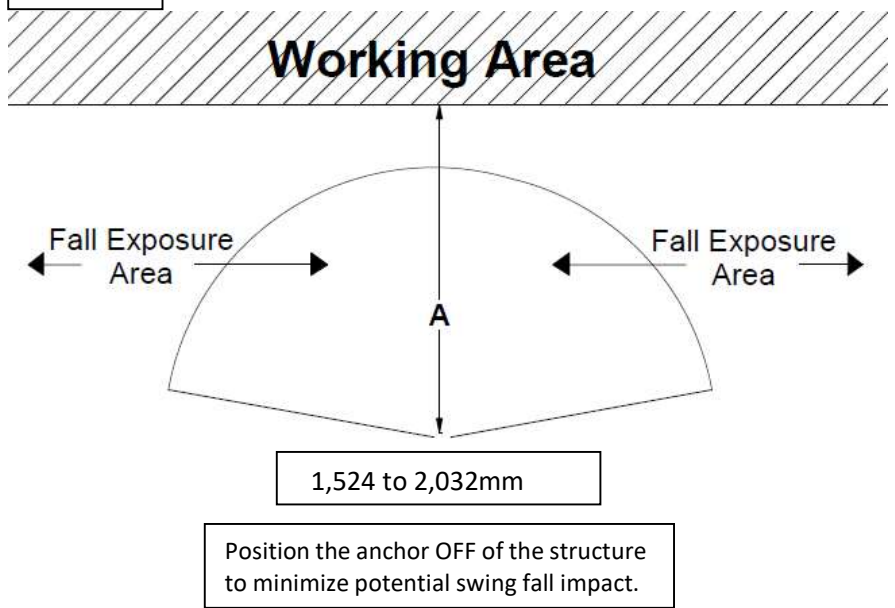 Working Area
Fall Exposure
Area
Fall Exposure
Area
A
1,524 to 2,032mm
Position the anchor OFF of the structure
to minimize potential swing fall impact.